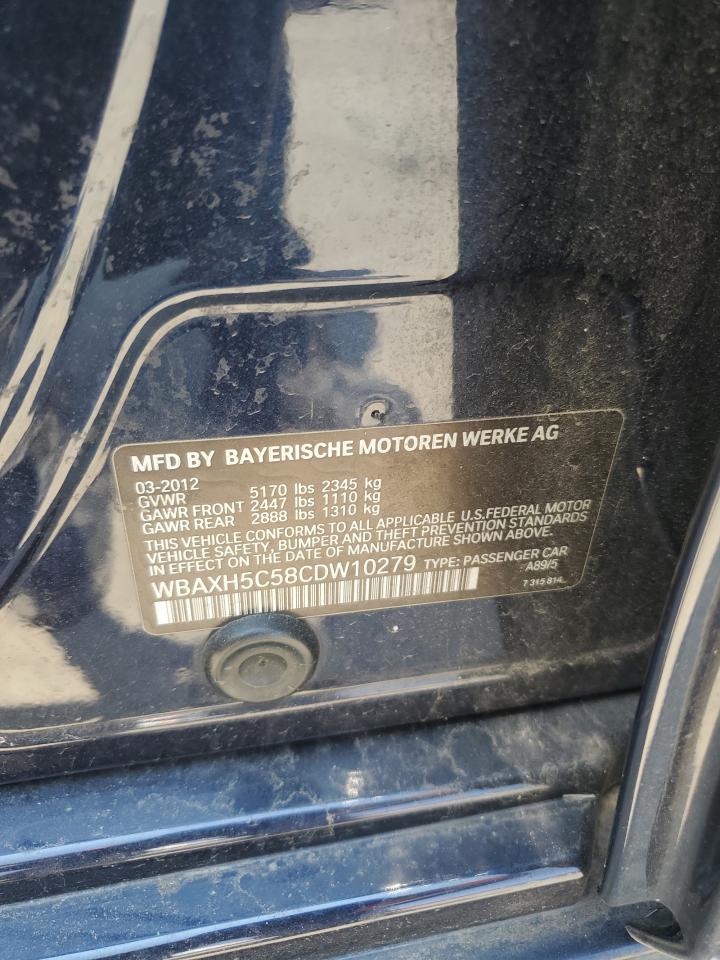 MFD BY BAYERISCHE MOTOREN WERKE AG
03-2012
GVWR 5170 lbs 2345 kg
GAWR FRONT 2447 lbs 1110 kg
GAWR REAR 2888 lbs 1310 kg
THIS VEHICLE CONFORMS TO ALL APPLICABLE U.S.FEDERAL MOTOR
VEHICLE SAFETY, BUMPER AND THEFT PREVENTION STANDARDS
IN EFFECT ON THE DATE OF MANUFACTURE SHOWN ABOVE.
WBAXH5C58CDW10279 TYPE: PASSENGER CAR
A89/5
7 315 814